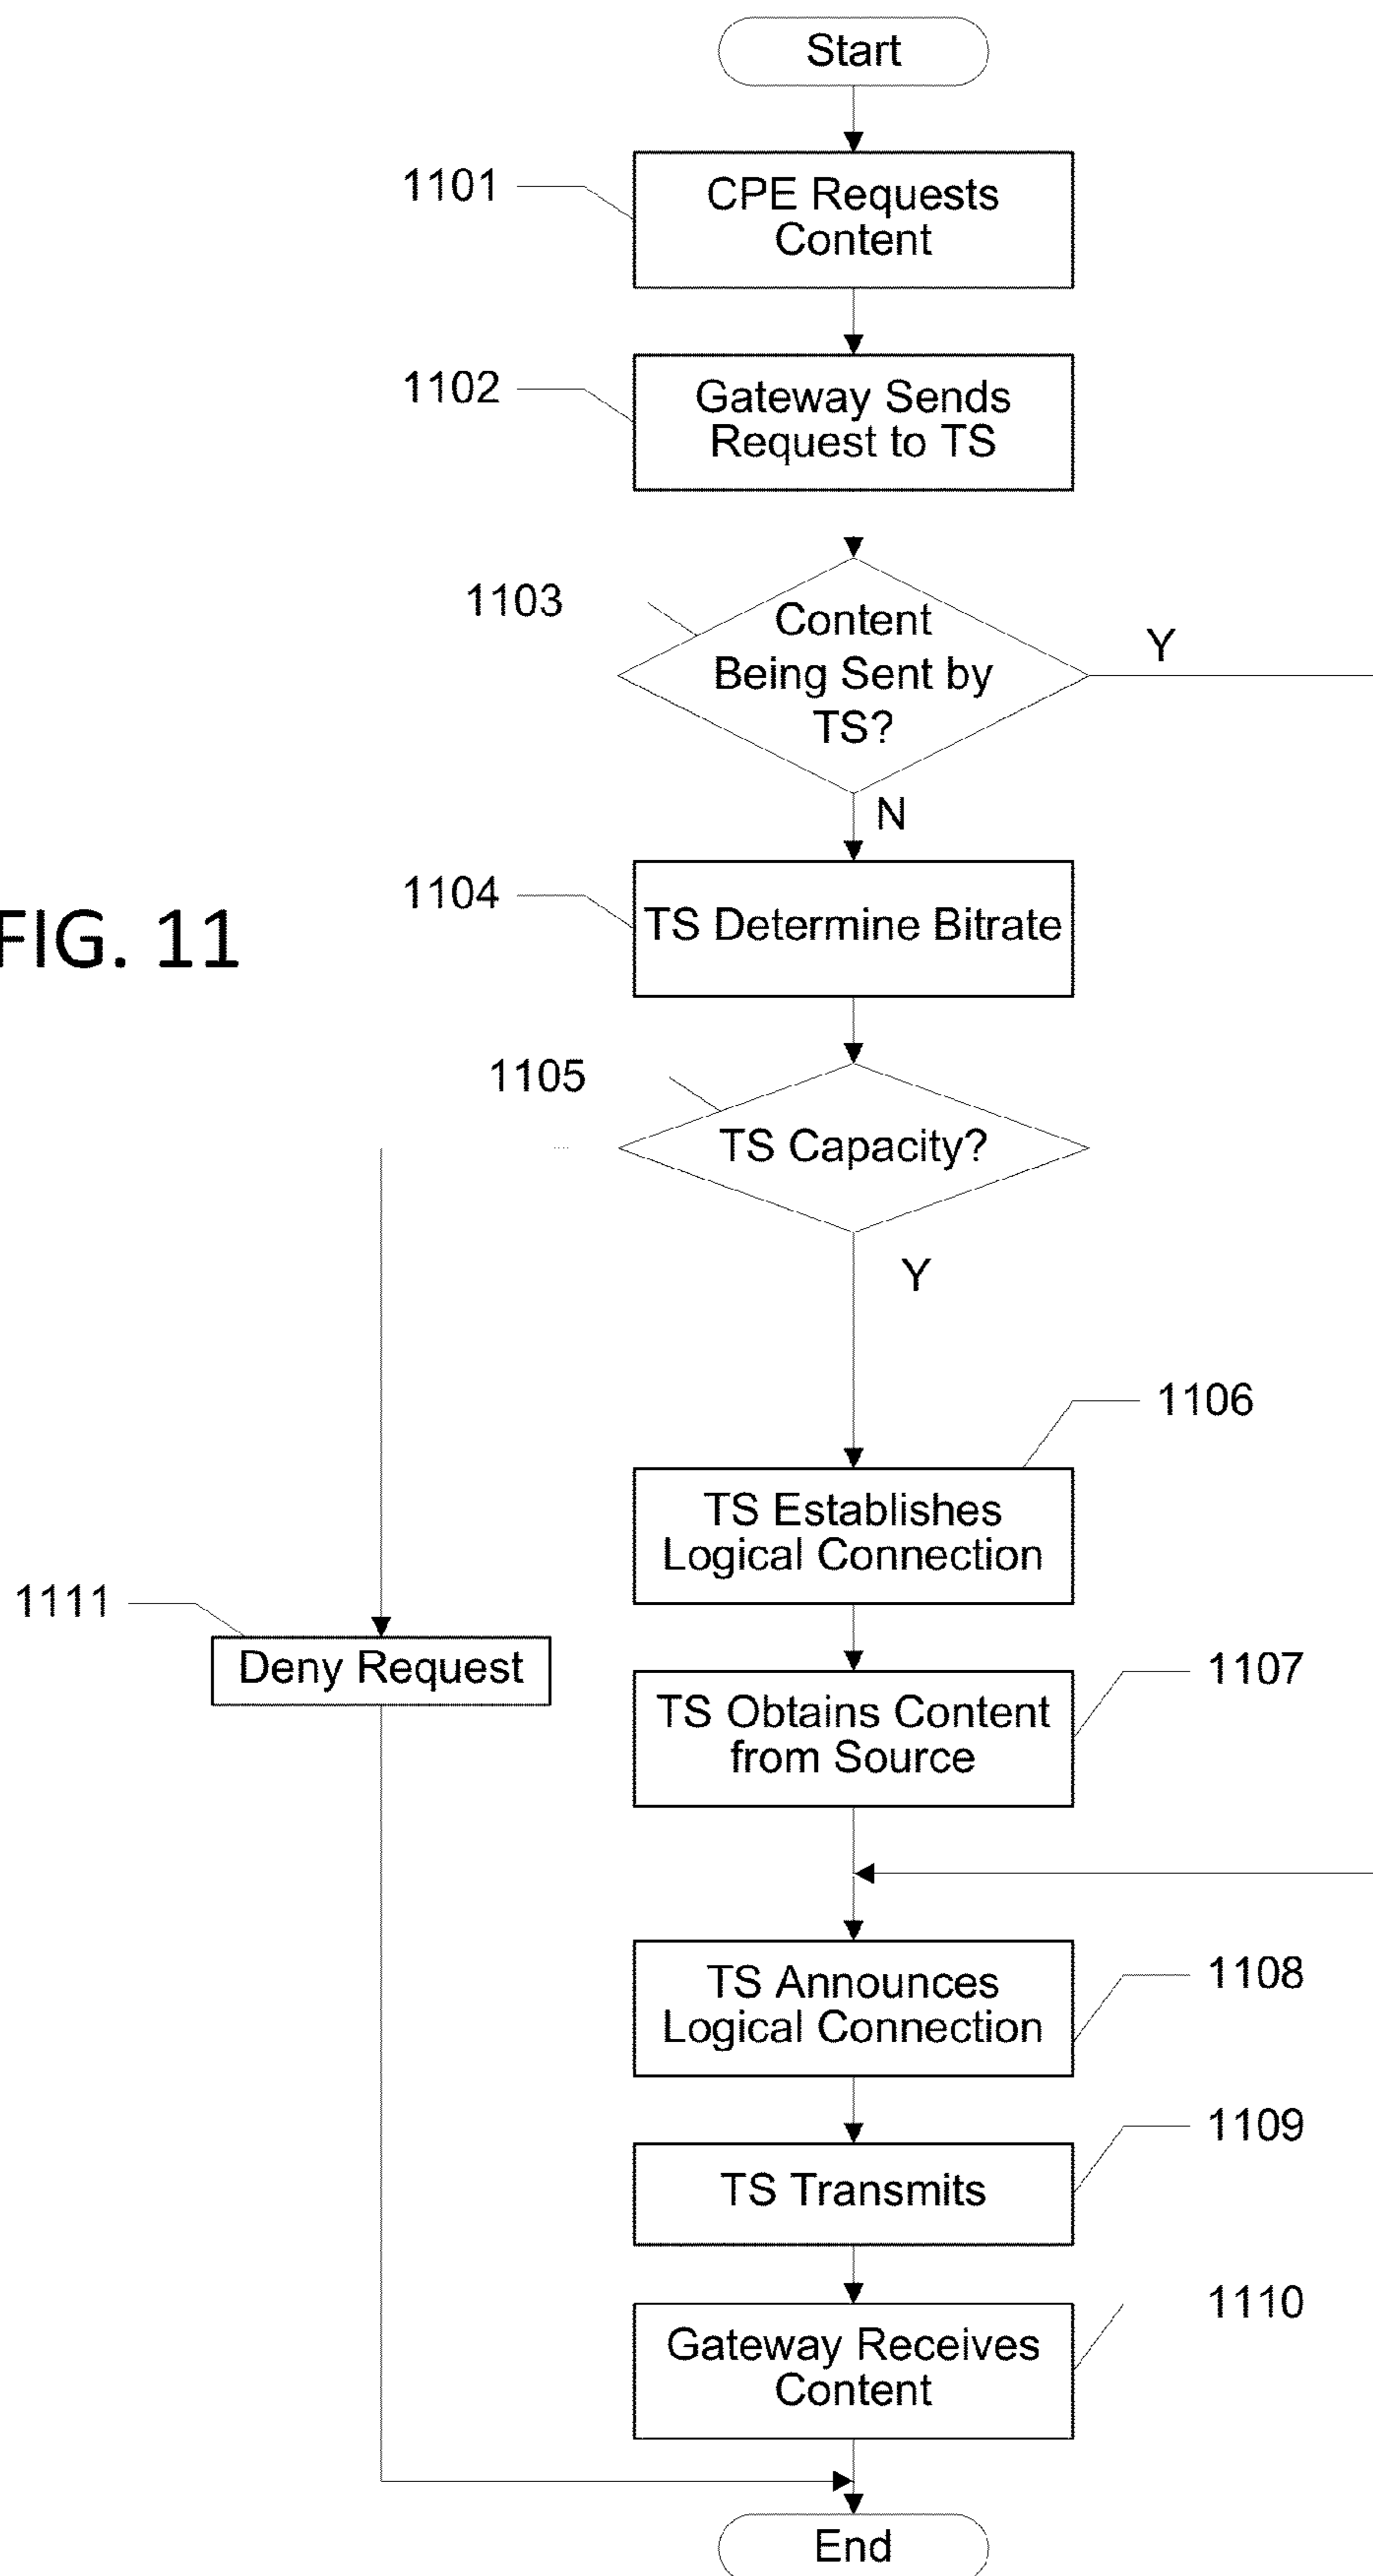 Start
1101
CPE Requests
Content
1102
Gateway Sends
Request to TS
1103
Content
Being Sent by
TS?
Y
N
1104
TS Determine Bitrate
FIG. 11
1105
TS Capacity?
Y
1106
TS Establishes
Logical Connection
1111
Deny Request
1107
TS Obtains Content
from Source
1108
TS Announces
Logical Connection
1109
TS Transmits
1110
Gateway Receives
Content
End